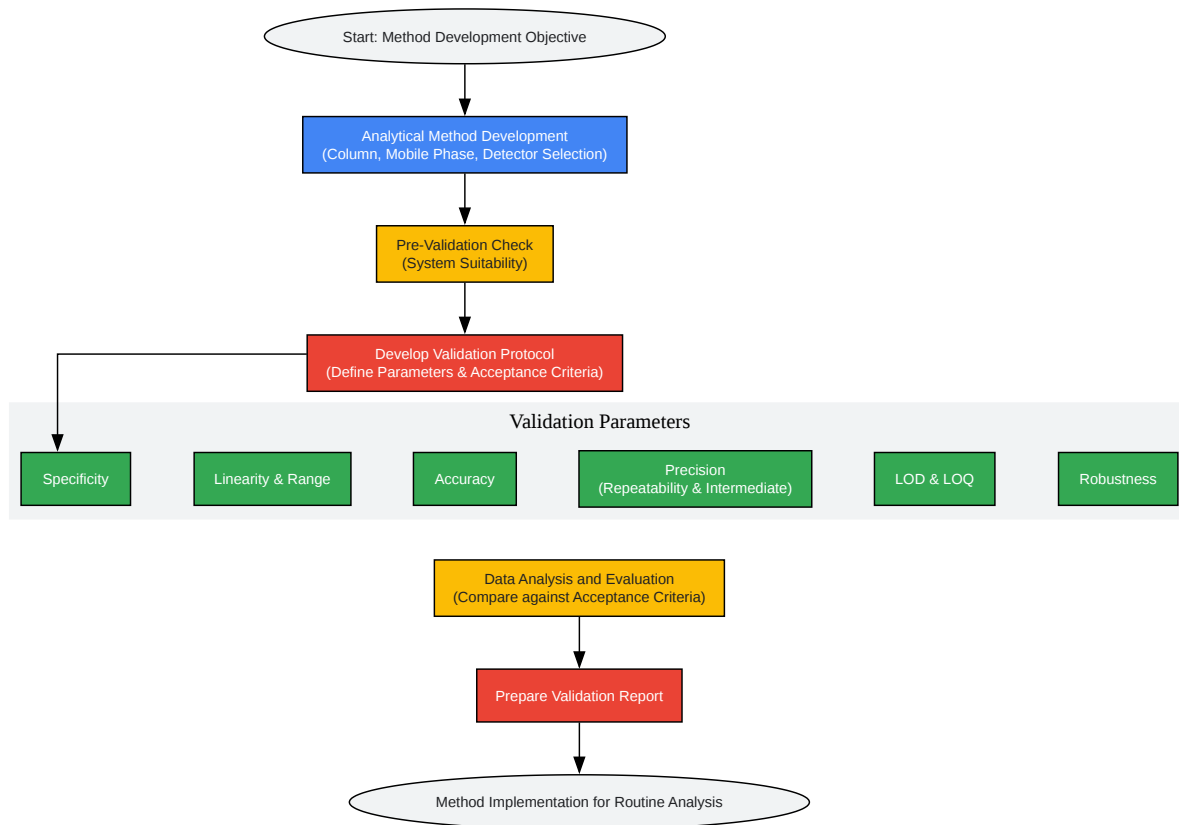 Start: Method Development Objective
Analytical Method Development
(Column, Mobile Phase, Detector Selection)
Pre-Validation Check
(System Suitability)
Develop Validation Protocol
(Define Parameters & Acceptance Criteria)
Validation Parameters
Specificity
Linearity & Range
Accuracy
Precision
(Repeatability & Intermediate)
LOD & LOQ
Robustness
Data Analysis and Evaluation
(Compare against Acceptance Criteria)
Prepare Validation Report
Method Implementation for Routine Analysis